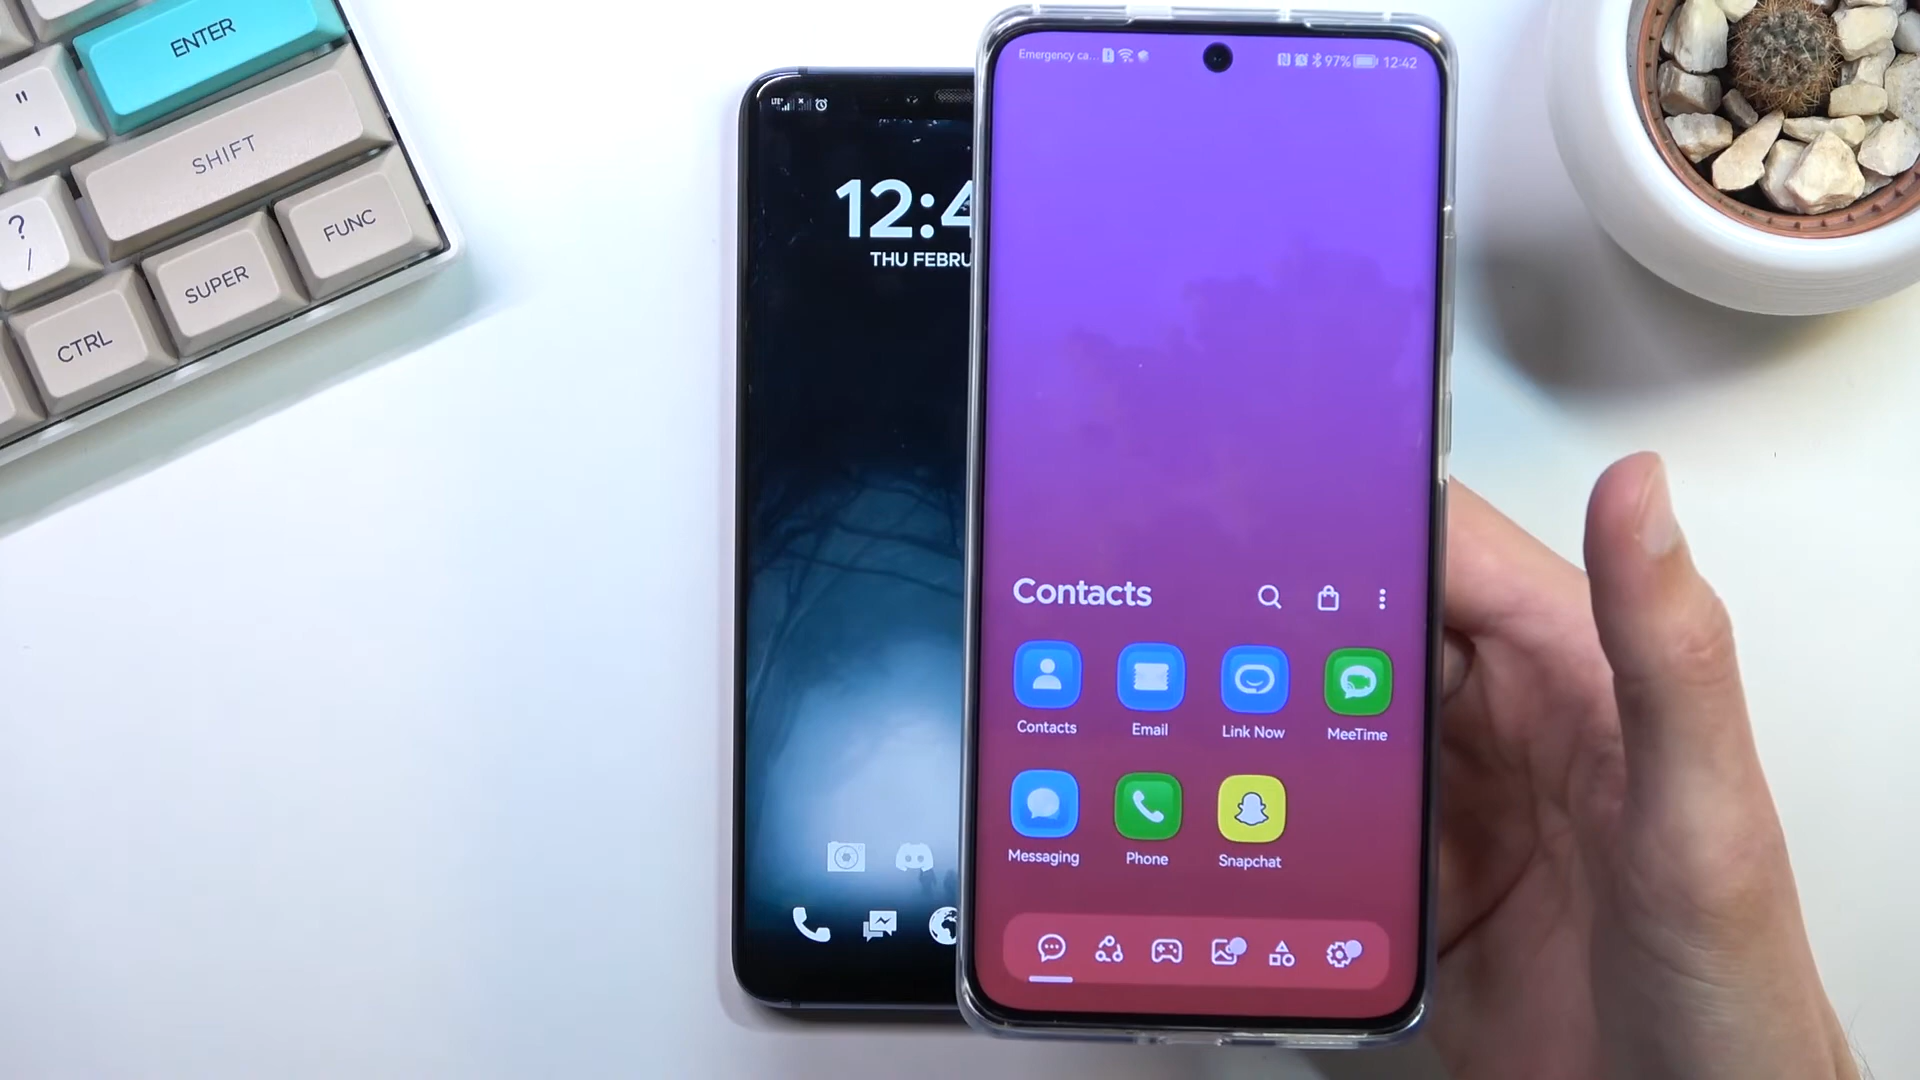 ENTER
"
'
SHIFT
?
/
FUNC
SUPER
CTRL
LTE+
12:4
THU FEBRU
Emergency ca... 97% 12:42
Contacts
Contacts Email Link Now MeeTime
Messaging Phone Snapchat